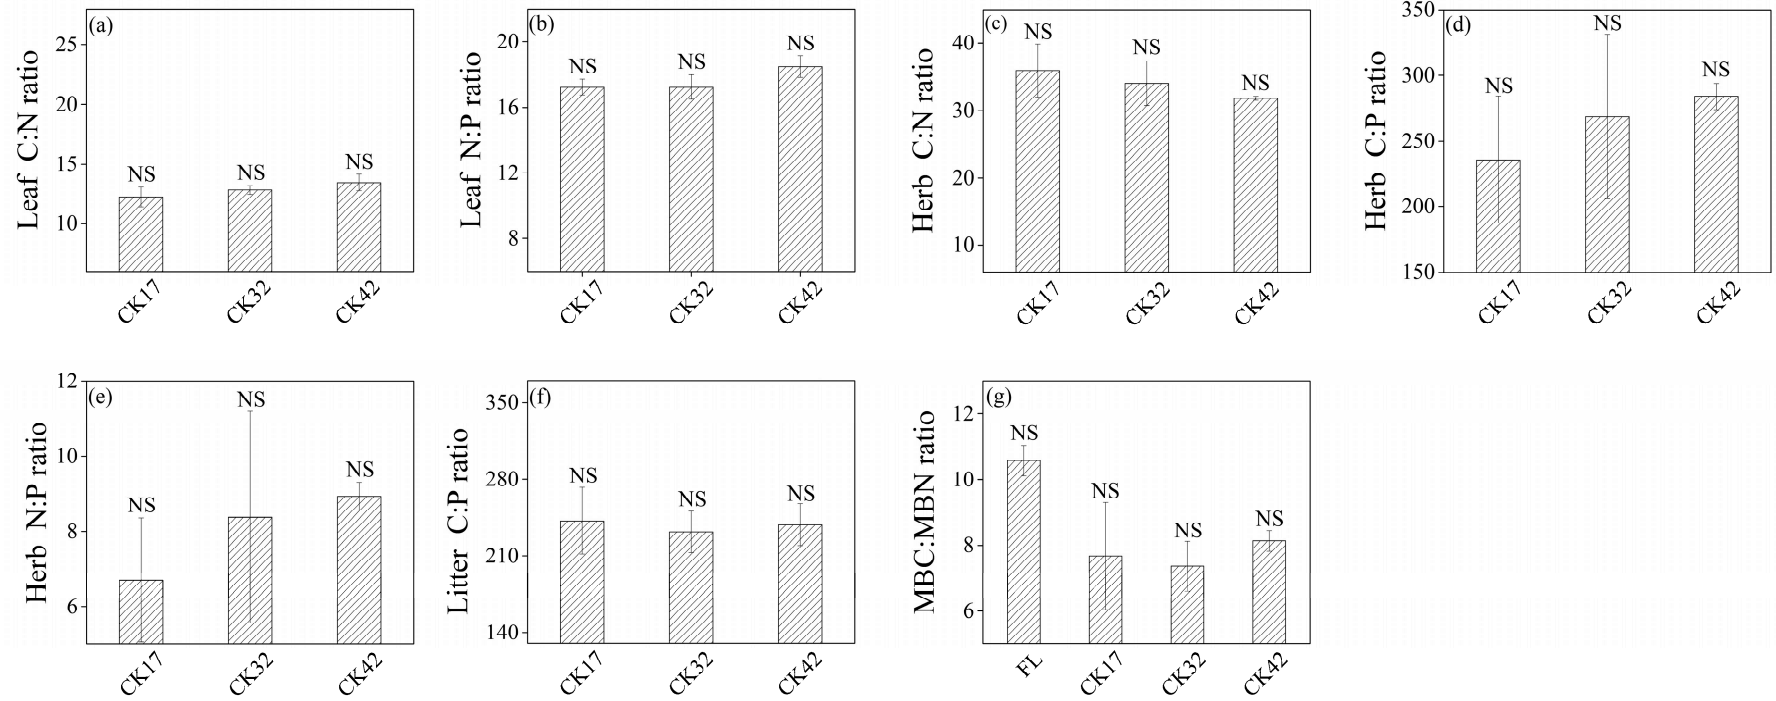 (a)
Leaf C:N ratio
25
20
15
10
NS
NS
NS
CK17
CK32
CK42
(b)
Leaf N:P ratio
20
16
12
8
NS
NS
NS
CK17
CK32
CK42
(c)
Herb C:N ratio
40
30
20
10
NS
NS
NS
CK17
CK32
CK42
(d)
Herb C:P ratio
350
300
250
200
150
NS
NS
NS
CK17
CK32
CK42
(e)
Herb N:P ratio
12
10
8
6
NS
NS
NS
CK17
CK32
CK42
(f)
Litter C:P ratio
350
280
210
140
NS
NS
NS
CK17
CK32
CK42
(g)
MBC:MBN ratio
12
10
8
6
NS
NS
NS
NS
FL
CK17
CK32
CK42